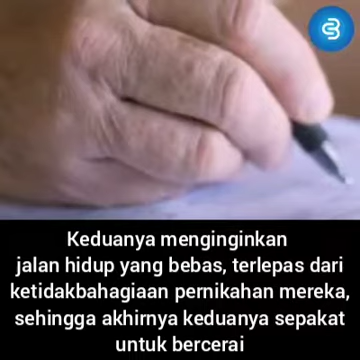 Keduanya menginginkan
jalan hidup yang bebas, terlepas dari
ketidakbahagiaan pernikahan mereka,
sehingga akhirnya keduanya sepakat
untuk bercerai